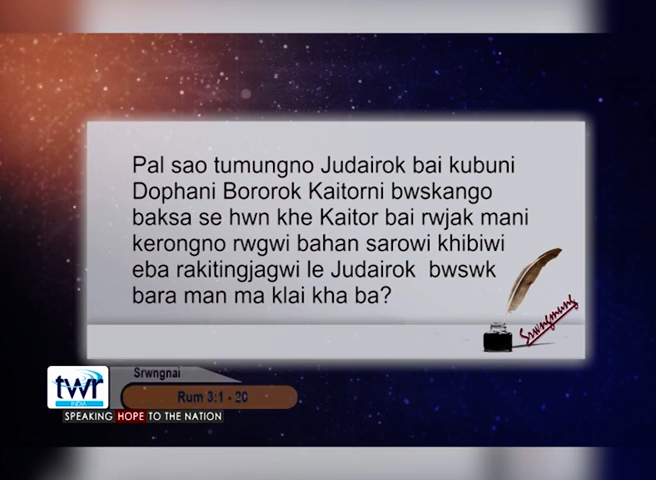 Pal sao tumungno Judairok bai kubuni
Dophani Bororok Kaitorni bwskango
baksa se hwn khe Kaitor bai rwjak mani
kerongno rwgwi bahan sarowi khibiwi
eba rakitingjagwi le Judairok bwswk
bara man ma klai kha ba?
Srwngmung
Srwngnai
Rum 3:1 - 20
twr
INDIA
SPEAKING HOPE TO THE NATION